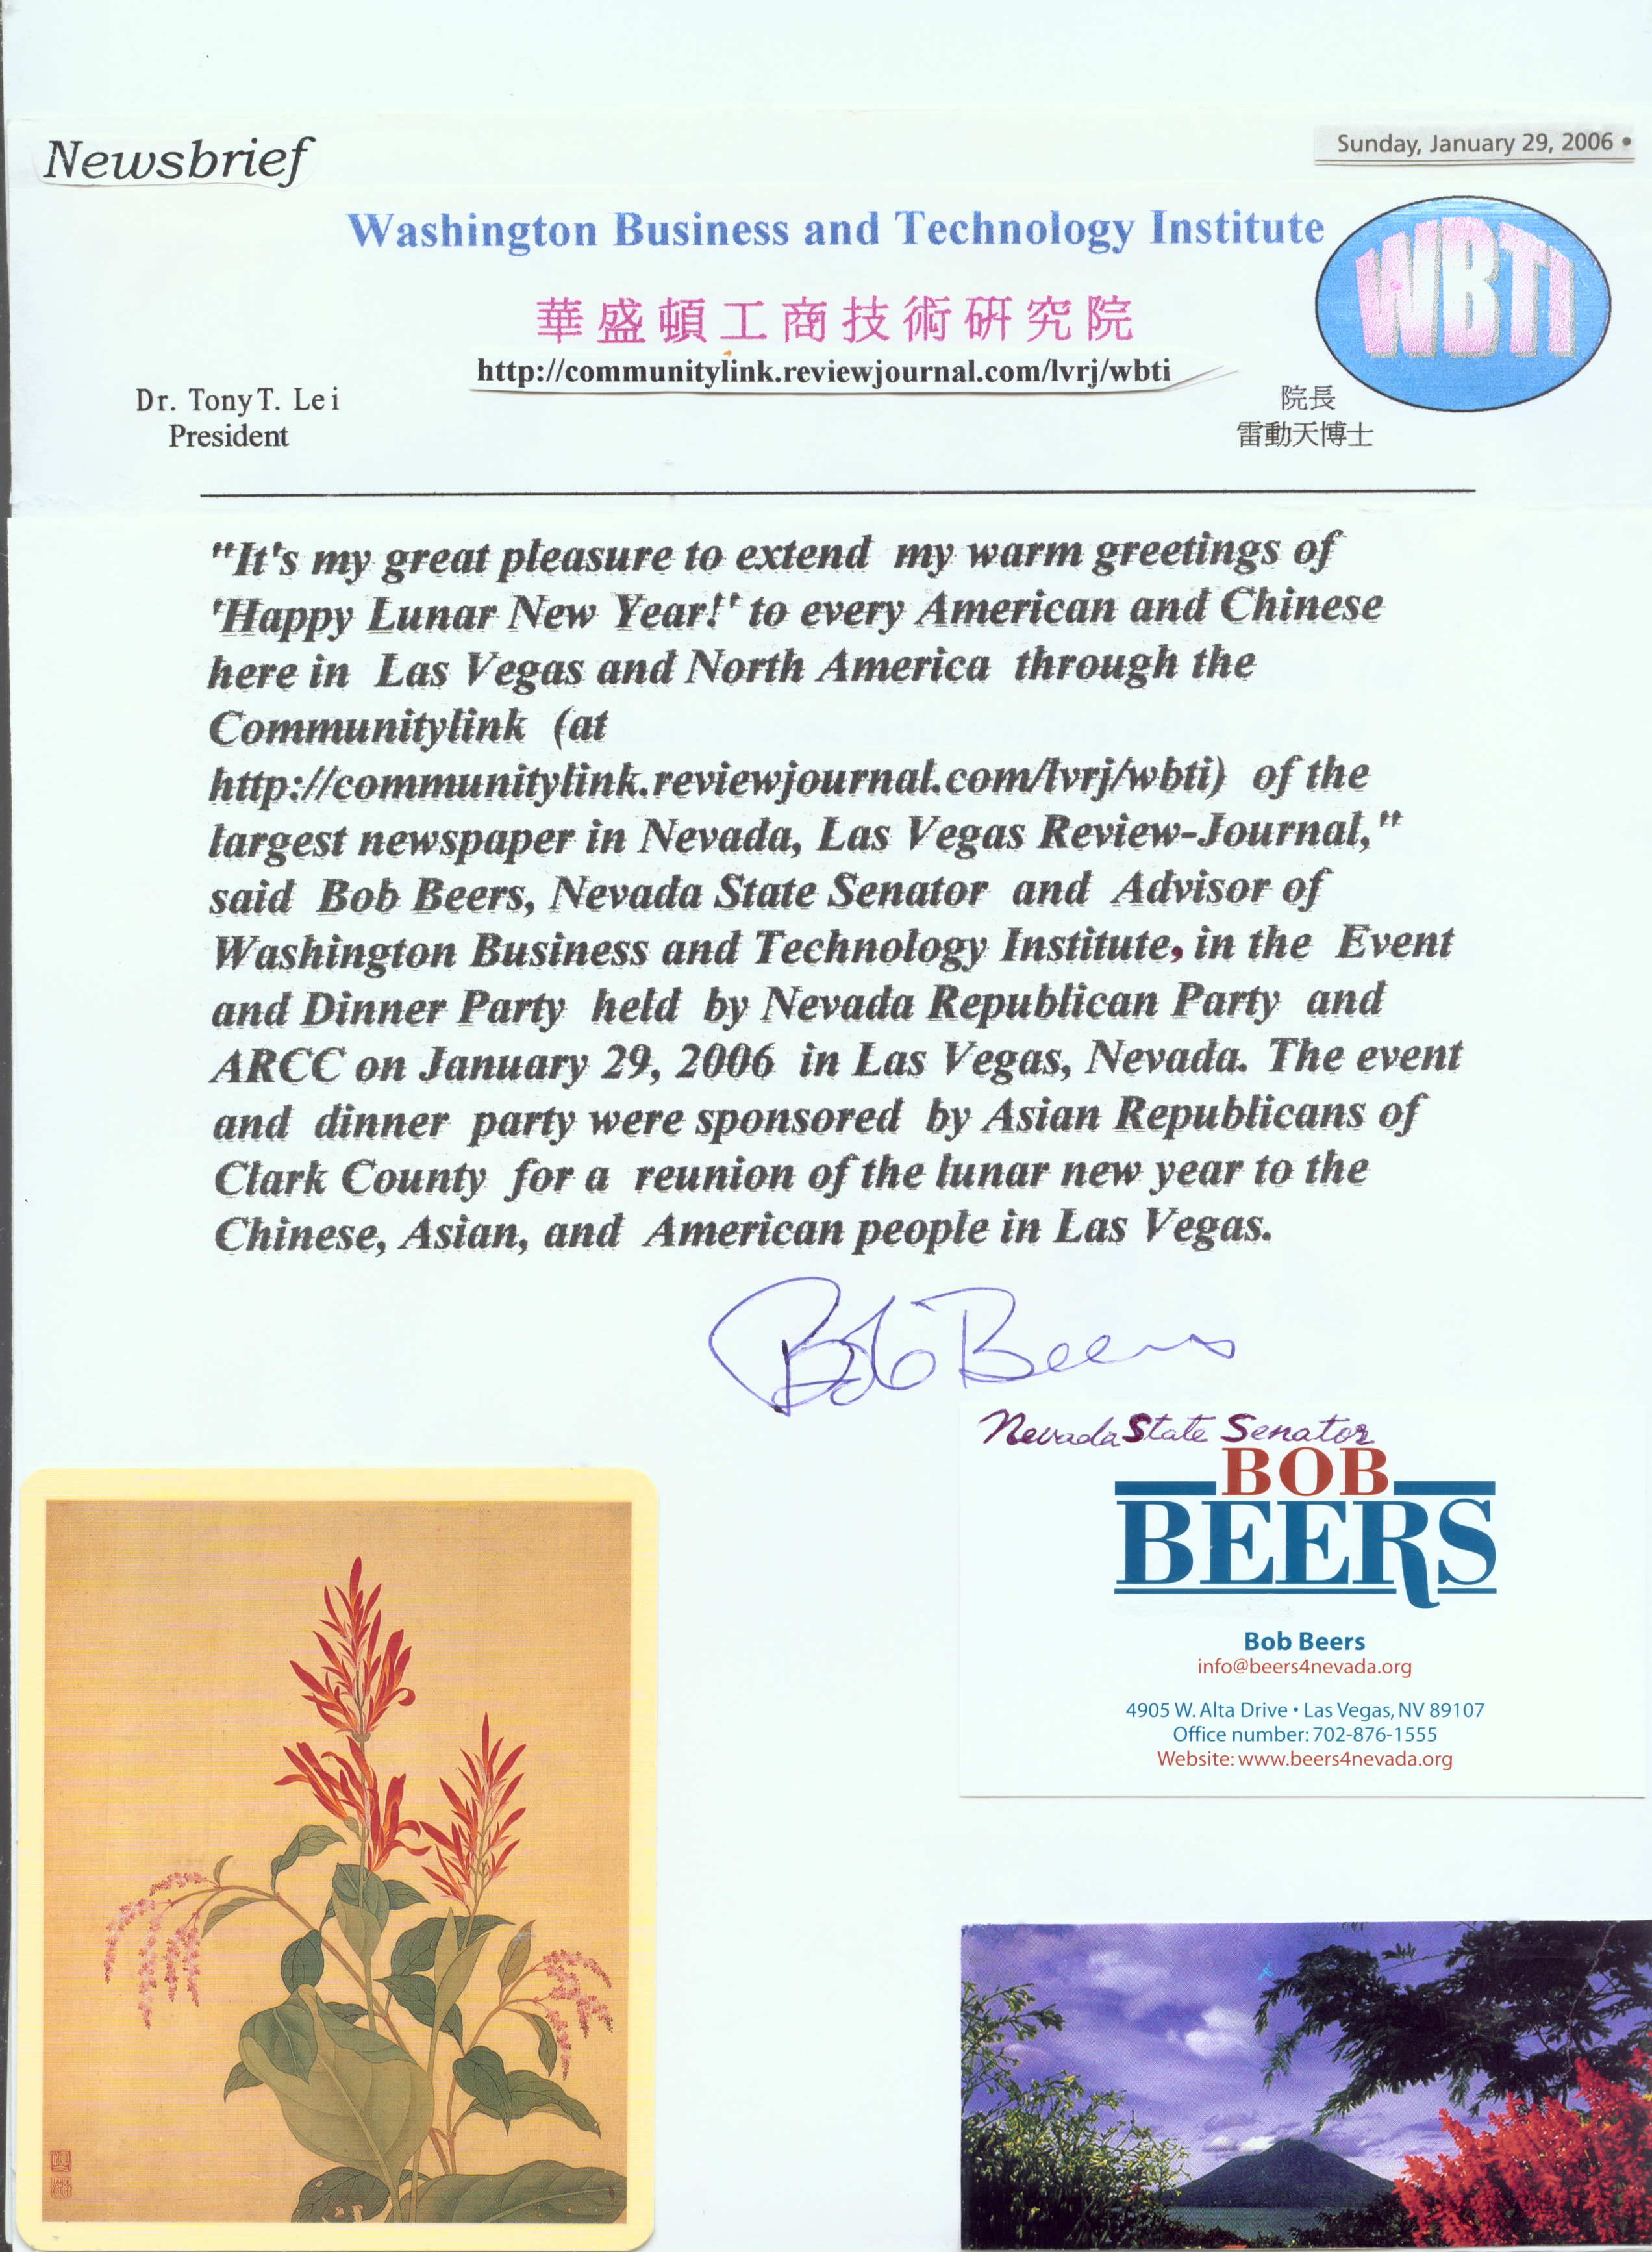 Newsbrief
Sunday, January 29, 2006 •
Washington Business and Technology Institute
WBTI
華盛頓工商技術研究院
http://communitylink.reviewjournal.com/lvrj/wbti
Dr. Tony T. Lei
President
院長
雷動天博士
"It's my great pleasure to extend my warm greetings of
'Happy Lunar New Year!' to every American and Chinese
here in Las Vegas and North America through the
Communitylink (at
http://communitylink.reviewjournal.com/lvrj/wbti) of the
largest newspaper in Nevada, Las Vegas Review-Journal,"
said Bob Beers, Nevada State Senator and Advisor of
Washington Business and Technology Institute, in the Event
and Dinner Party held by Nevada Republican Party and
ARCC on January 29, 2006 in Las Vegas, Nevada. The event
and dinner party were sponsored by Asian Republicans of
Clark County for a reunion of the lunar new year to the
Chinese, Asian, and American people in Las Vegas.
Bob Beers
Nevada State Senator
BOB
BEERS
Bob Beers
info@beers4nevada.org
4905 W. Alta Drive • Las Vegas, NV 89107
Office number: 702-876-1555
Website: www.beers4nevada.org